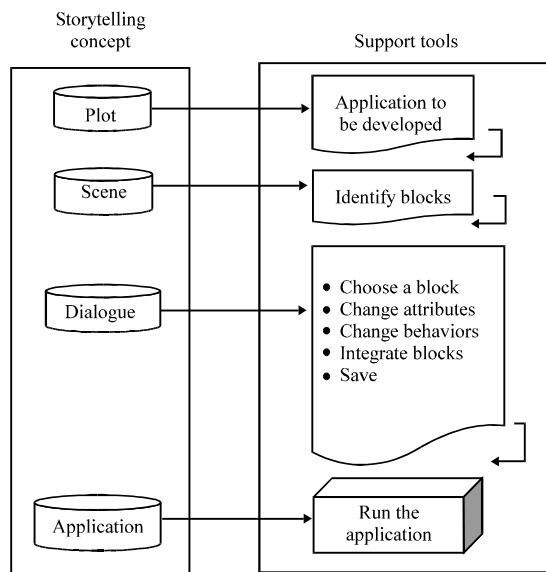 Storytelling
concept
Support tools
Plot
Application to
be developed
Scene
Identify blocks
Dialogue
• Choose a block
• Change attributes
• Change behaviors
• Integrate blocks
• Save
Application
Run the
application